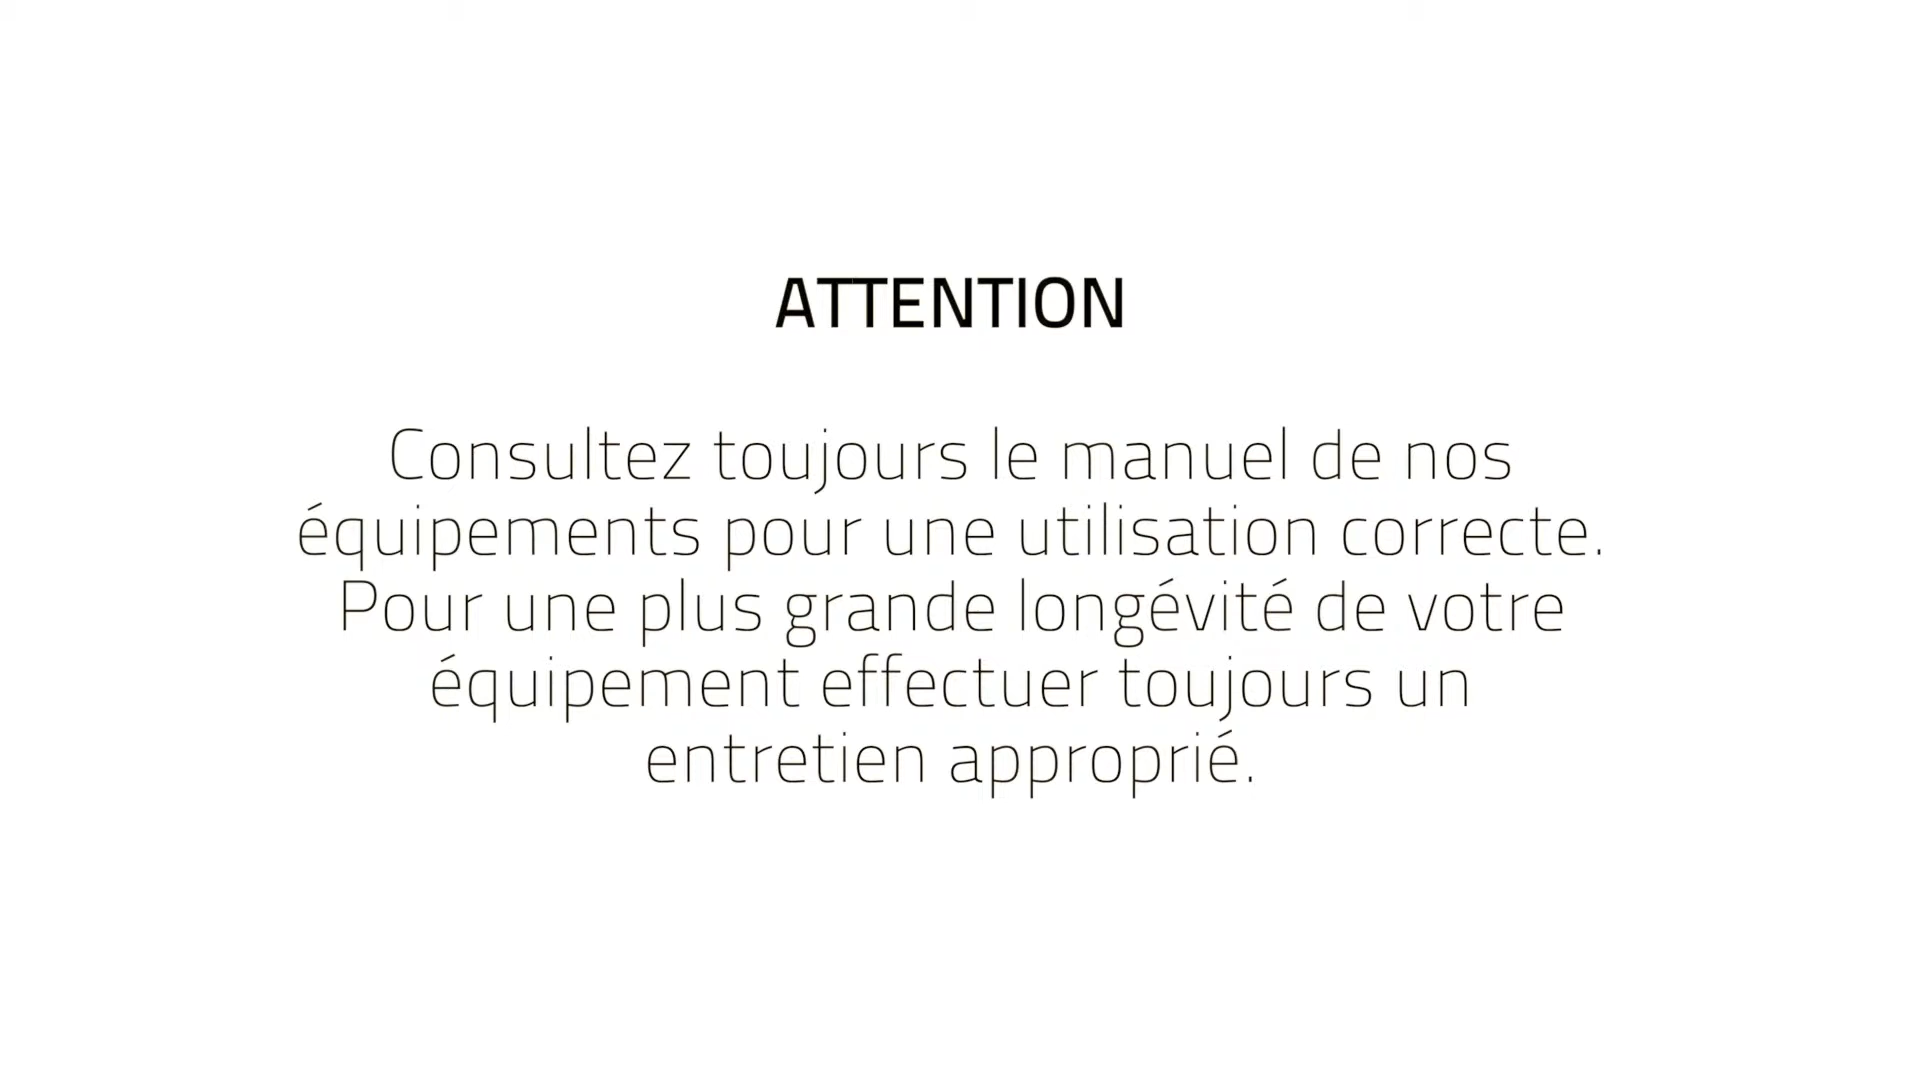 ATTENTION
Consultez toujours le manuel de nos
équipements pour une utilisation correcte.
Pour une plus grande longévité de votre
équipement effectuer toujours un
entretien approprié.